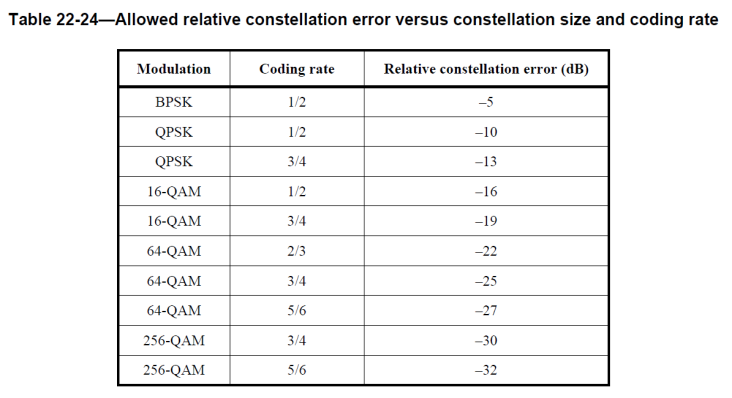 Table 22-24—Allowed relative constellation error versus constellation size and coding rate
Modulation Coding rate Relative constellation error (dB)
BPSK 1/2 –5
QPSK 1/2 –10
QPSK 3/4 –13
16-QAM 1/2 –16
16-QAM 3/4 –19
64-QAM 2/3 –22
64-QAM 3/4 –25
64-QAM 5/6 –27
256-QAM 3/4 –30
256-QAM 5/6 –32